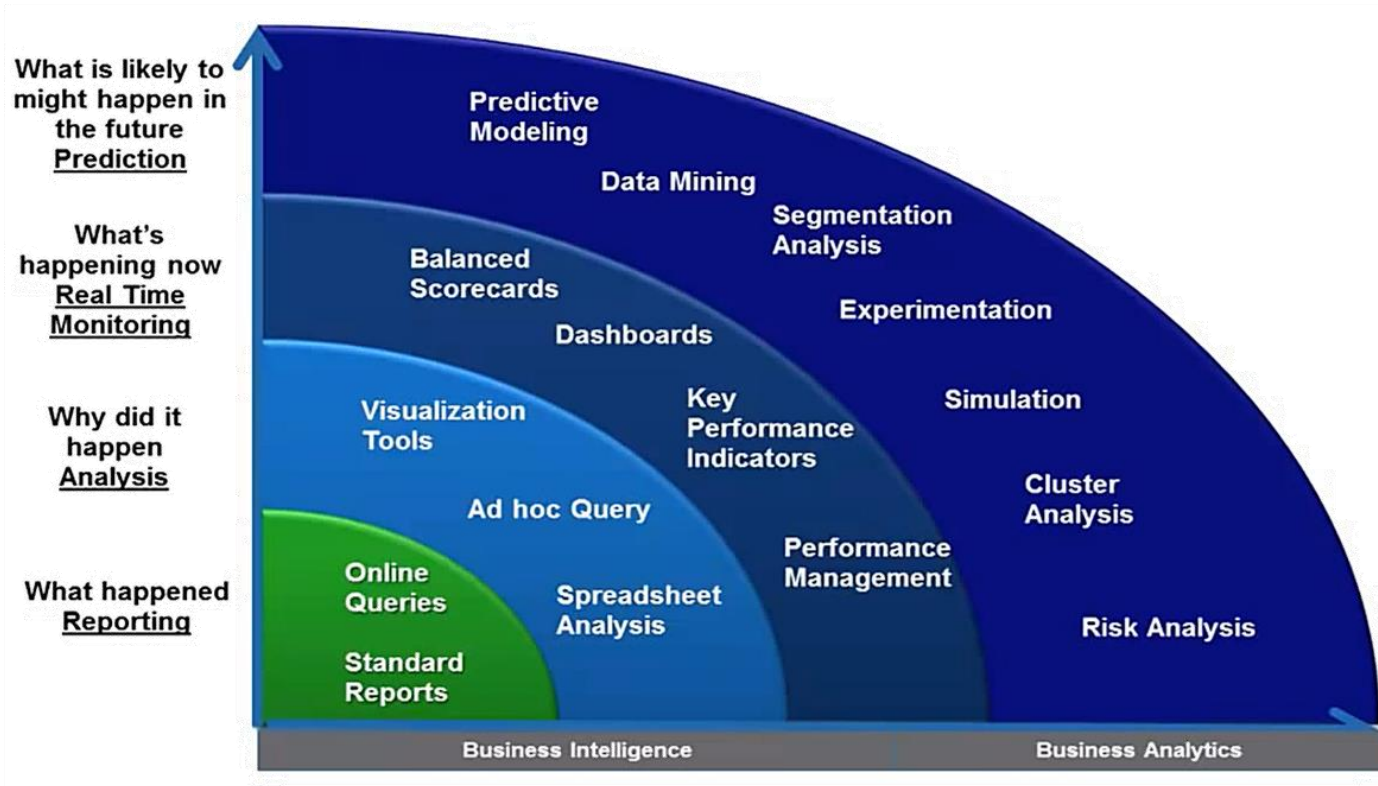 What is likely to
might happen in
the future
Prediction
What's
happening now
Real Time
Monitoring
Why did it
happen
Analysis
What happened
Reporting
Predictive
Modeling
Data Mining
Segmentation
Analysis
Experimentation
Simulation
Cluster
Analysis
Risk Analysis
Balanced
Scorecards
Dashboards
Key
Performance
Indicators
Performance
Management
Visualization
Tools
Ad hoc Query
Spreadsheet
Analysis
Online
Queries
Standard
Reports
Business Intelligence
Business Analytics